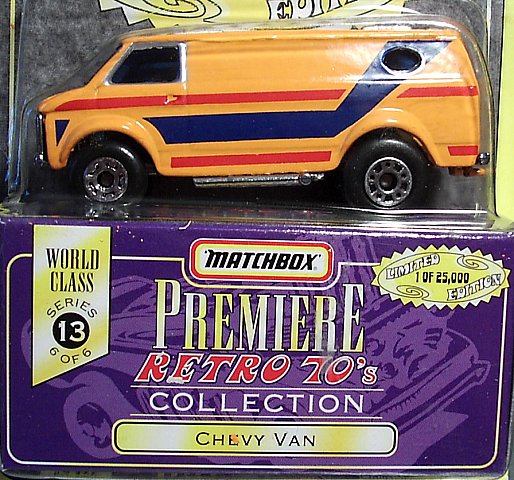 EDITION
MATCHBOX
WORLD
CLASS
SERIES
13
6 OF 6
LIMITED
1 OF 25,000
EDITION
PREMIERE
RETRO 70's
COLLECTION
CHEVY VAN